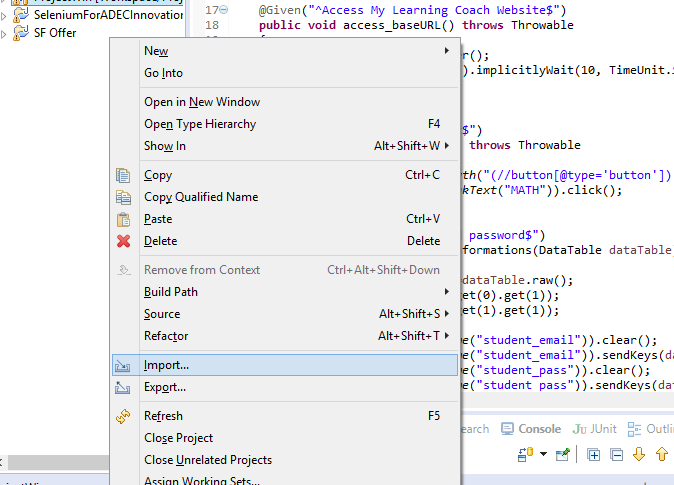 SeleniumForADECInnovation
SF Offer
17 @Given("^Access My Learning Coach Website$")
18 public void access_baseURL() throws Throwable
er();
).implicitlyWait(10, TimeUnit.
$")
throws Throwable
th("(//button[@type='button'])
kText("MATH")).click();
password$")
formations(DataTable dataTable)
dataTable.raw();
et(0).get(1));
et(1).get(1));
e("student_email")).clear();
e("student_email")).sendKeys(da
e("student_pass")).clear();
e("student pass")).sendKeys(dat
New
Go Into
Open in New Window
Open Type Hierarchy F4
Show In Alt+Shift+W
Copy Ctrl+C
Copy Qualified Name
Paste Ctrl+V
Delete Delete
Remove from Context Ctrl+Alt+Shift+Down
Build Path
Source Alt+Shift+S
Refactor Alt+Shift+T
Import...
Export...
Refresh F5
Close Project
Close Unrelated Projects
Assign Working Sets...
earch Console JUnit Outlin